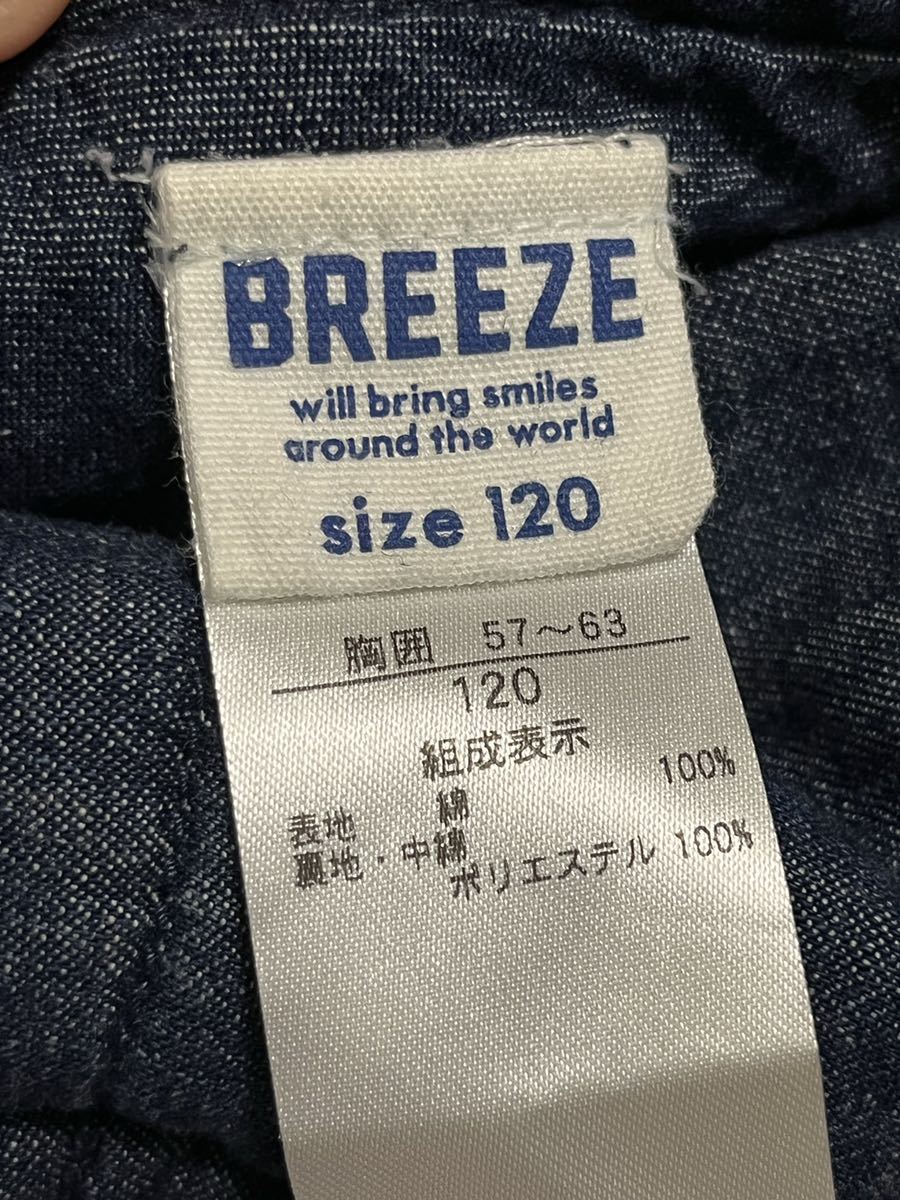 BREEZE
will bring smiles
around the world
size 120
胸囲 57〜63
120
組成表示
表地 綿 100%
裏地・中綿
ポリエステル 100%